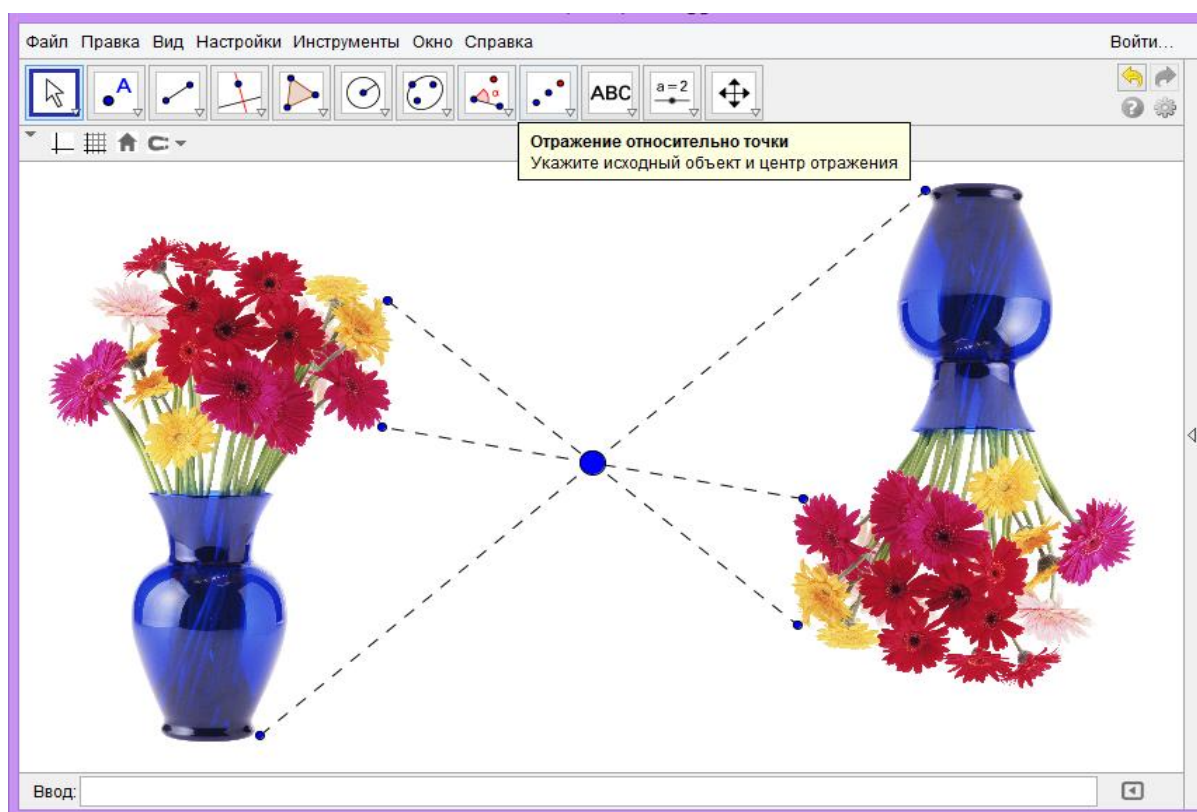 Файл Правка Вид Настройки Инструменты Окно Справка Войти...
A α ABC a=2
Отражение относительно точки
Укажите исходный объект и центр отражения
Ввод: